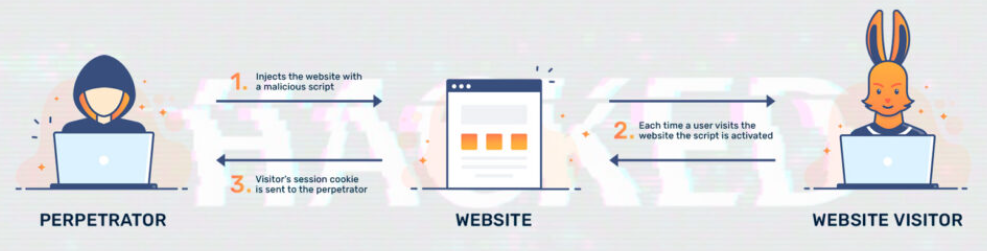 HACKED
1. Injects the website with
a malicious script
2. Each time a user visits the
website the script is activated
3. Visitor's session cookie
is sent to the perpetrator
PERPETRATOR
WEBSITE
WEBSITE VISITOR